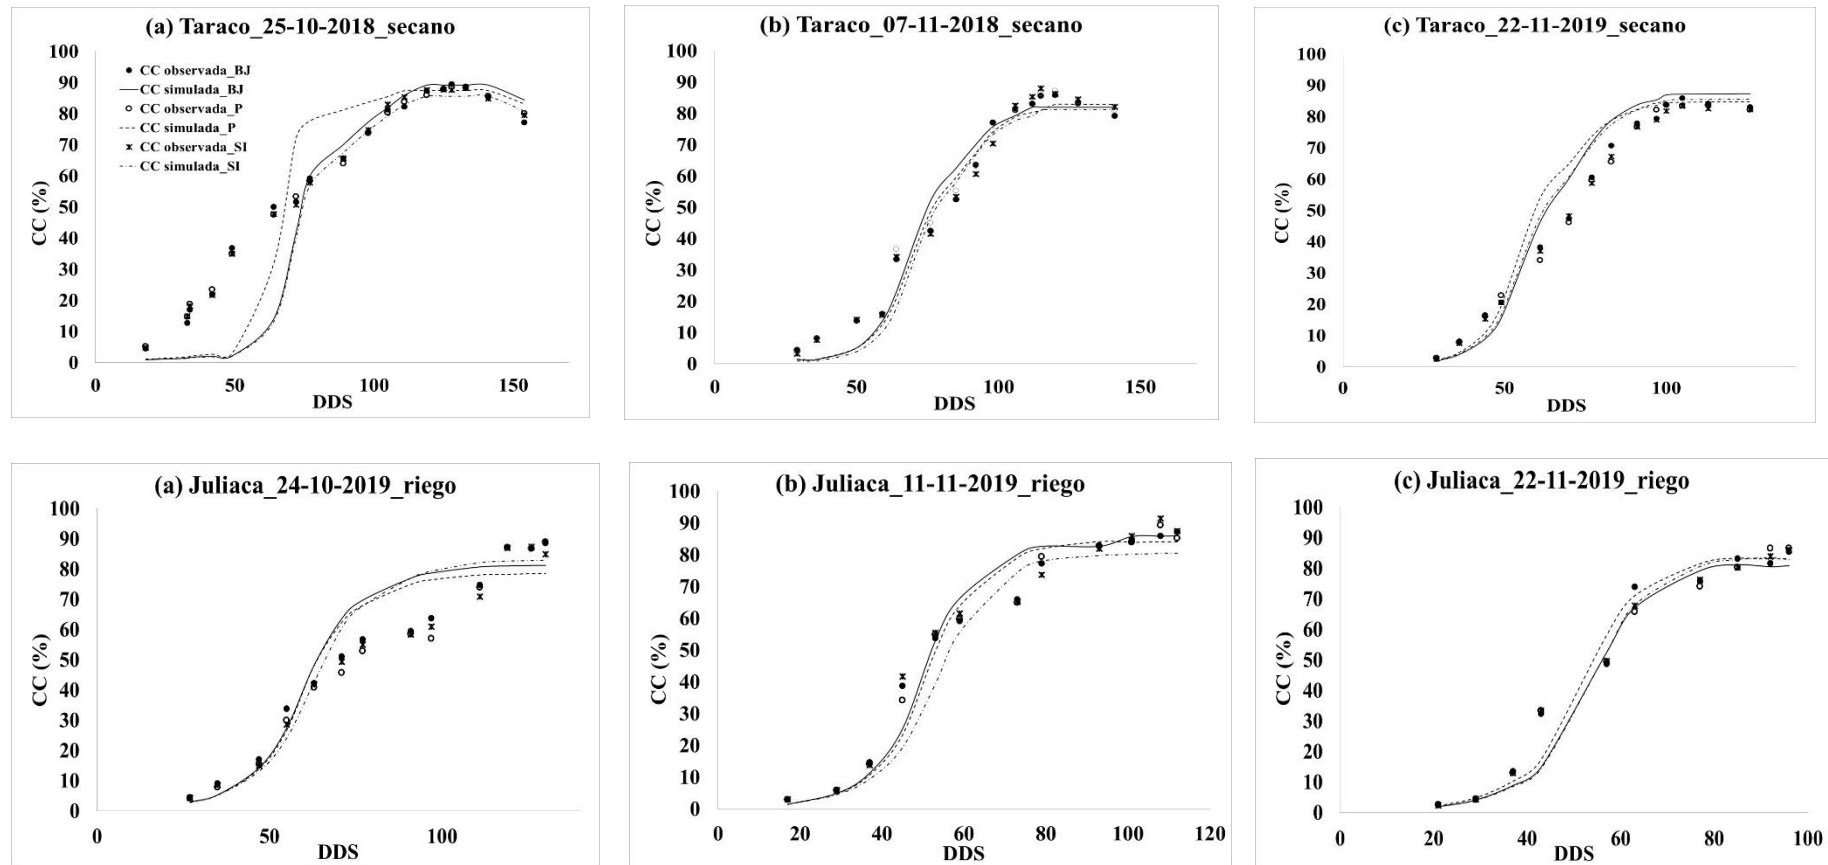 (a) Taraco_25-10-2018_secano
100
90
80
70
60
50
40
30
20
10
0
CC (%)
CC observada_BJ
CC simulada_BJ
CC observada_P
CC simulada_P
CC observada_SI
CC simulada_SI
0 50 100 150
DDS
(b) Taraco_07-11-2018_secano
100
90
80
70
60
50
40
30
20
10
0
CC (%)
0 50 100 150
DDS
(c) Taraco_22-11-2019_secano
100
90
80
70
60
50
40
30
20
10
0
CC (%)
0 50 100
DDS
(a) Juliaca_24-10-2019_riego
100
90
80
70
60
50
40
30
20
10
0
CC (%)
0 50 100
DDS
(b) Juliaca_11-11-2019_riego
100
90
80
70
60
50
40
30
20
10
0
CC (%)
0 20 40 60 80 100 120
DDS
(c) Juliaca_22-11-2019_riego
100
90
80
70
60
50
40
30
20
10
0
CC (%)
0 20 40 60 80 100
DDS